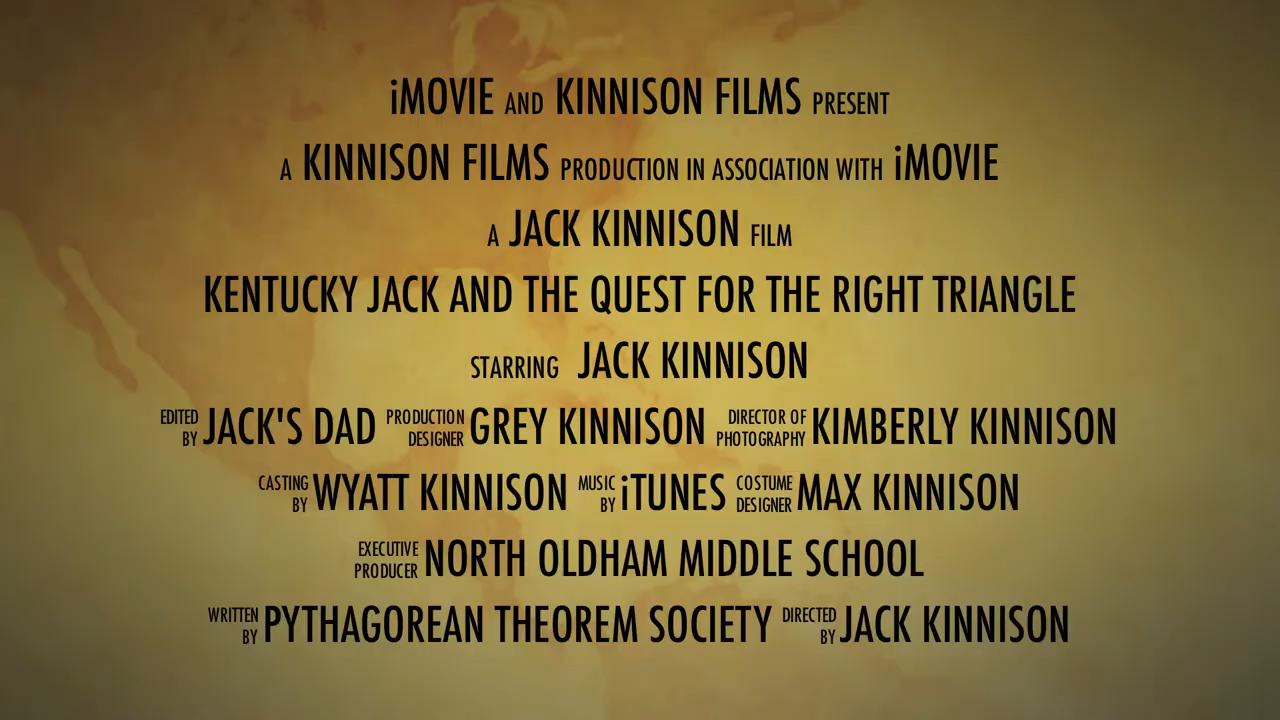 iMOVIE AND KINNISON FILMS PRESENT
A KINNISON FILMS PRODUCTION IN ASSOCIATION WITH iMOVIE
A JACK KINNISON FILM
KENTUCKY JACK AND THE QUEST FOR THE RIGHT TRIANGLE
STARRING JACK KINNISON
EDITED BY JACK'S DAD PRODUCTION DESIGNER GREY KINNISON DIRECTOR OF PHOTOGRAPHY KIMBERLY KINNISON
CASTING BY WYATT KINNISON MUSIC BY iTUNES COSTUME DESIGNER MAX KINNISON
EXECUTIVE PRODUCER NORTH OLDHAM MIDDLE SCHOOL
WRITTEN BY PYTHAGOREAN THEOREM SOCIETY DIRECTED BY JACK KINNISON